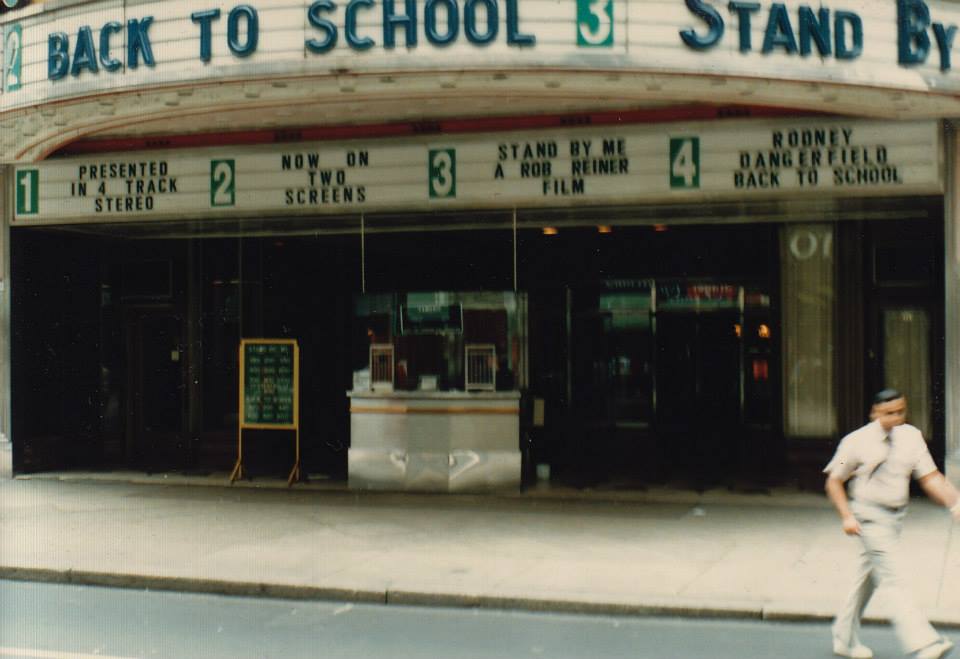 2 BACK TO SCHOOL 3 STAND BY
1 PRESENTED
IN 4 TRACK
STEREO
2 NOW ON
TWO
SCREENS
3 STAND BY ME
A ROB REINER
FILM
4 RODNEY
DANGERFIELD
BACK TO SCHOOL